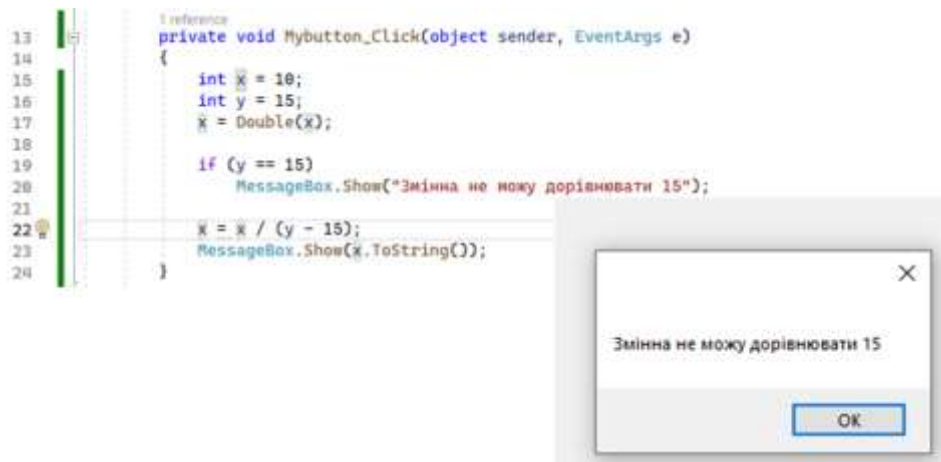 1 reference
13 private void Mybutton_Click(object sender, EventArgs e)
14 {
15 int x = 10;
16 int y = 15;
17 x = Double(x);
18
19 if (y == 15)
20 MessageBox.Show("Змінна не можу дорівнювати 15");
21
22 x = x / (y - 15);
23 MessageBox.Show(x.ToString());
24 }
Змінна не можу дорівнювати 15
OK